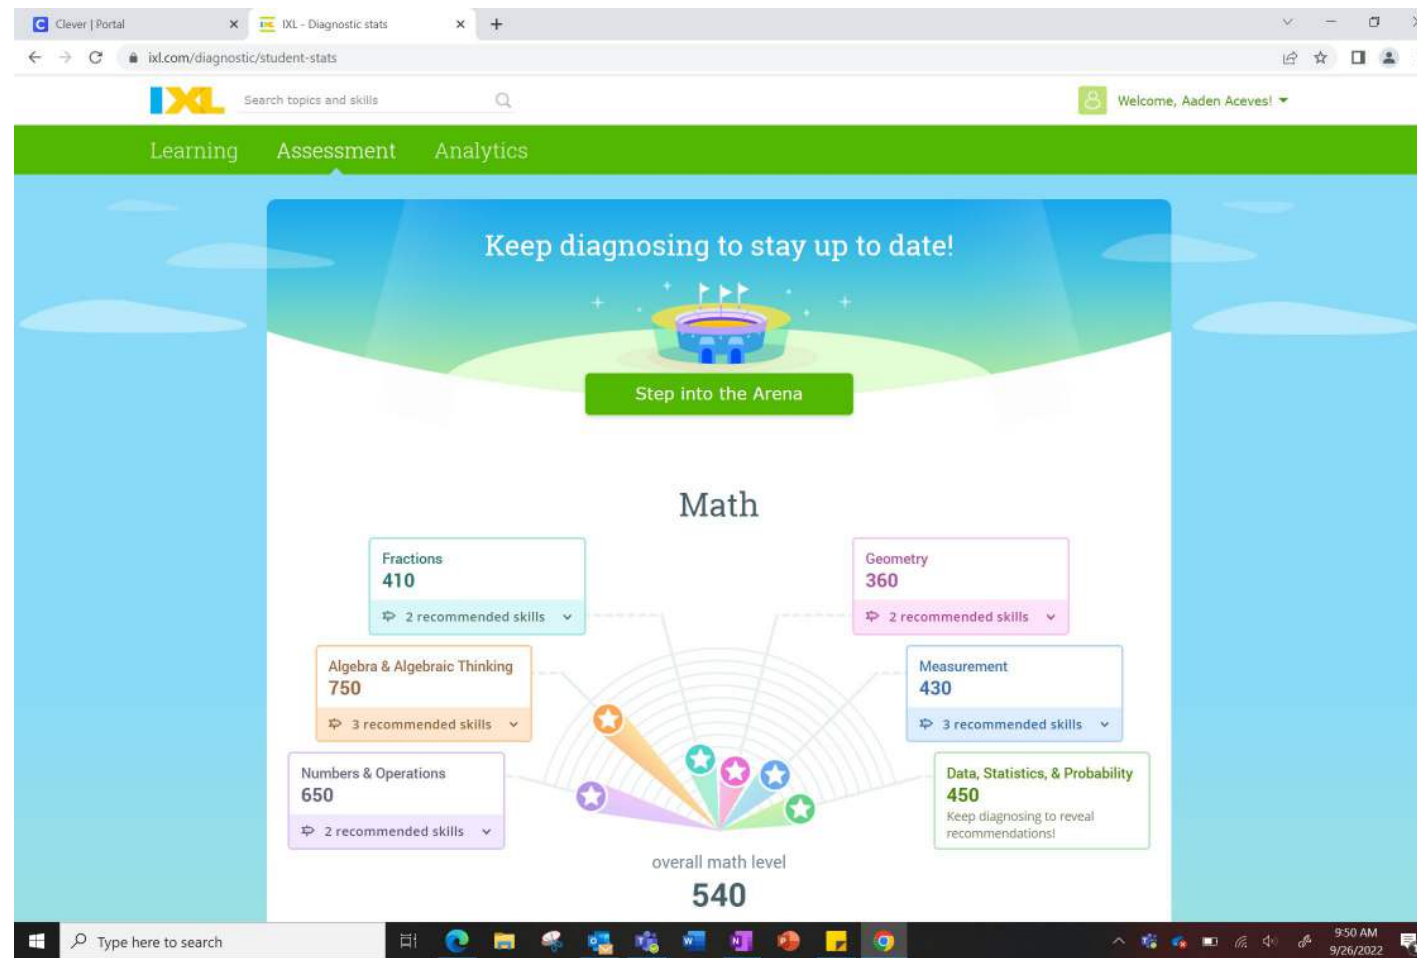 Clever | Portal
IXL - Diagnostic stats
ixl.com/diagnostic/student-stats
IXL
Search topics and skills
Welcome, Aaden Aceves!
Learning Assessment Analytics
Keep diagnosing to stay up to date!
Step into the Arena
Math
Fractions
410
2 recommended skills
Geometry
360
2 recommended skills
Algebra & Algebraic Thinking
750
3 recommended skills
Measurement
430
3 recommended skills
Numbers & Operations
650
2 recommended skills
Data, Statistics, & Probability
450
Keep diagnosing to reveal
recommendations!
overall math level
540
Type here to search
9:50 AM
9/26/2022